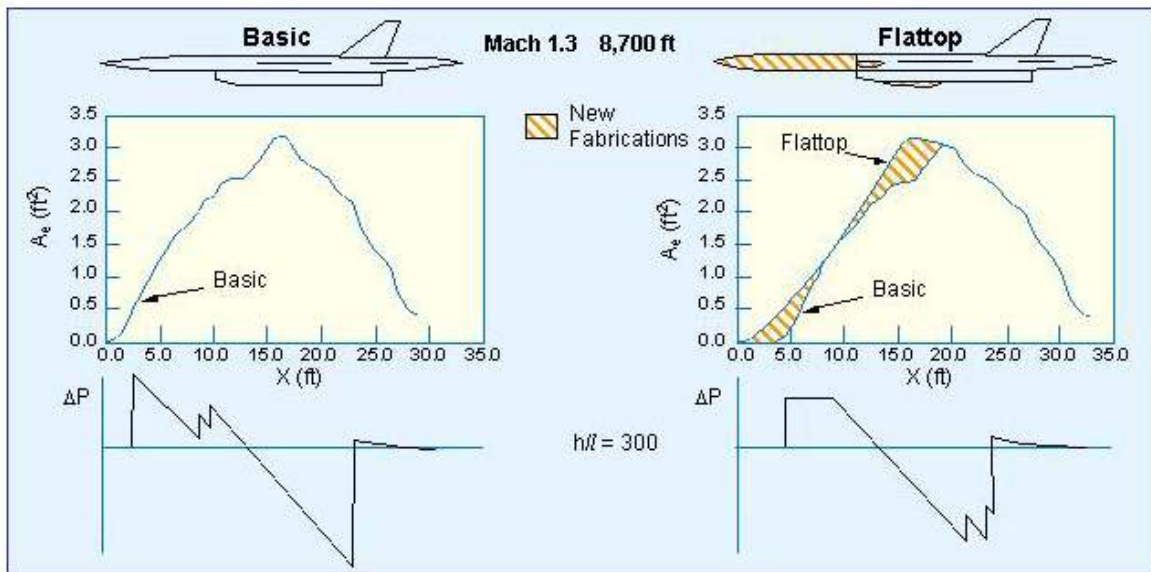 Basic
Mach 1.3 8,700 ft
Flattop
New
Fabrications
3.5
3.0
2.5
2.0
1.5
1.0
0.5
0.0
Aₑ (ft²)
Basic
0.0 5.0 10.0 15.0 20.0 25.0 30.0 35.0
X (ft)
3.5
3.0
2.5
2.0
1.5
1.0
0.5
0.0
Aₑ (ft²)
Flattop
Basic
0.0 5.0 10.0 15.0 20.0 25.0 30.0 35.0
X (ft)
ΔP
h/l = 300
ΔP